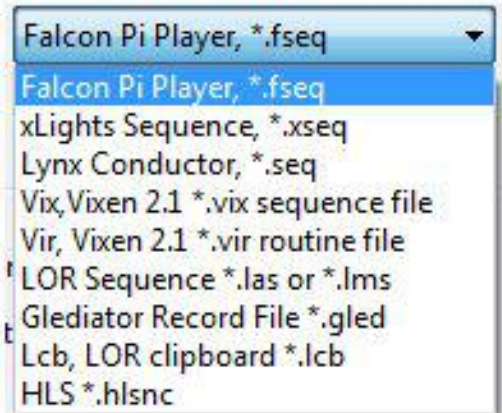 Falcon Pi Player, *.fseq
Falcon Pi Player, *.fseq
xLights Sequence, *.xseq
Lynx Conductor, *.seq
Vix,Vixen 2.1 *.vix sequence file
Vir, Vixen 2.1 *.vir routine file
LOR Sequence *.las or *.lms
Glediator Record File *.gled
Lcb, LOR clipboard *.lcb
HLS *.hlsnc